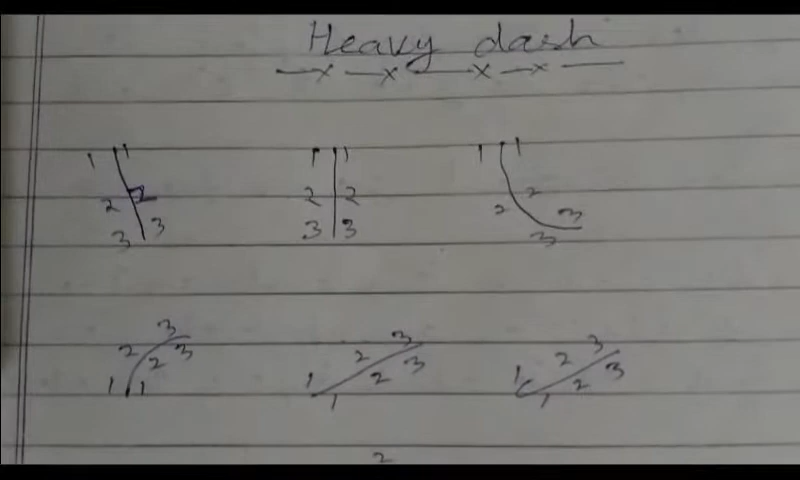 Heavy dash
1 1 1 1 1 1
2 2 2 2 2 2
3 3 3 3 3 3
3 3 3
2 3 2 3 2 3
2 2 2
1 1 1 1
1 1
2